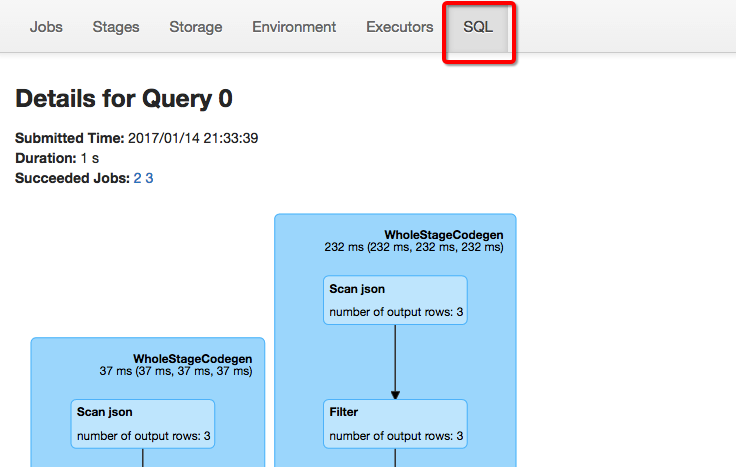 Jobs Stages Storage Environment Executors SQL
Details for Query 0
Submitted Time: 2017/01/14 21:33:39
Duration: 1 s
Succeeded Jobs: 2 3
WholeStageCodegen
232 ms (232 ms, 232 ms, 232 ms)
Scan json
number of output rows: 3
WholeStageCodegen
37 ms (37 ms, 37 ms, 37 ms)
Scan json
number of output rows: 3
Filter
number of output rows: 3